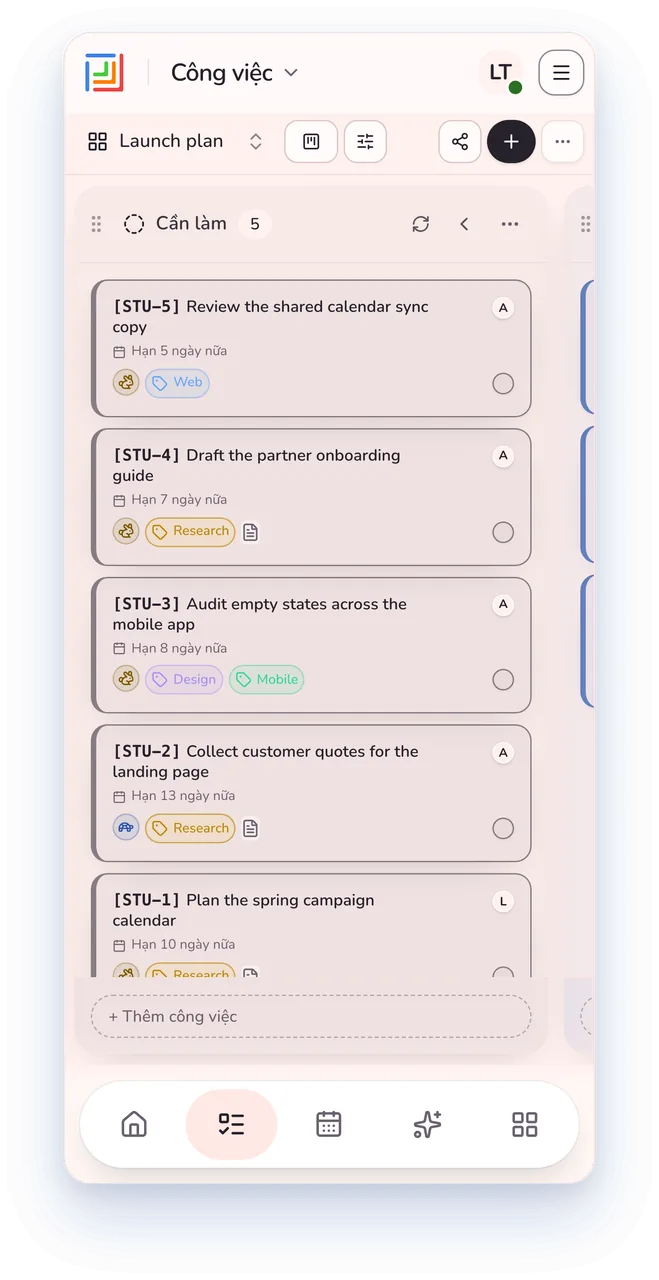 Công việc
LT
Launch plan
Cần làm 5
[STU-5] Review the shared calendar sync
copy
A
Hạn 5 ngày nữa
Web
[STU-4] Draft the partner onboarding
guide
A
Hạn 7 ngày nữa
Research
[STU-3] Audit empty states across the
mobile app
A
Hạn 8 ngày nữa
Design Mobile
[STU-2] Collect customer quotes for the
landing page
A
Hạn 13 ngày nữa
Research
[STU-1] Plan the spring campaign
calendar
L
Hạn 10 ngày nữa
Research
+ Thêm công việc